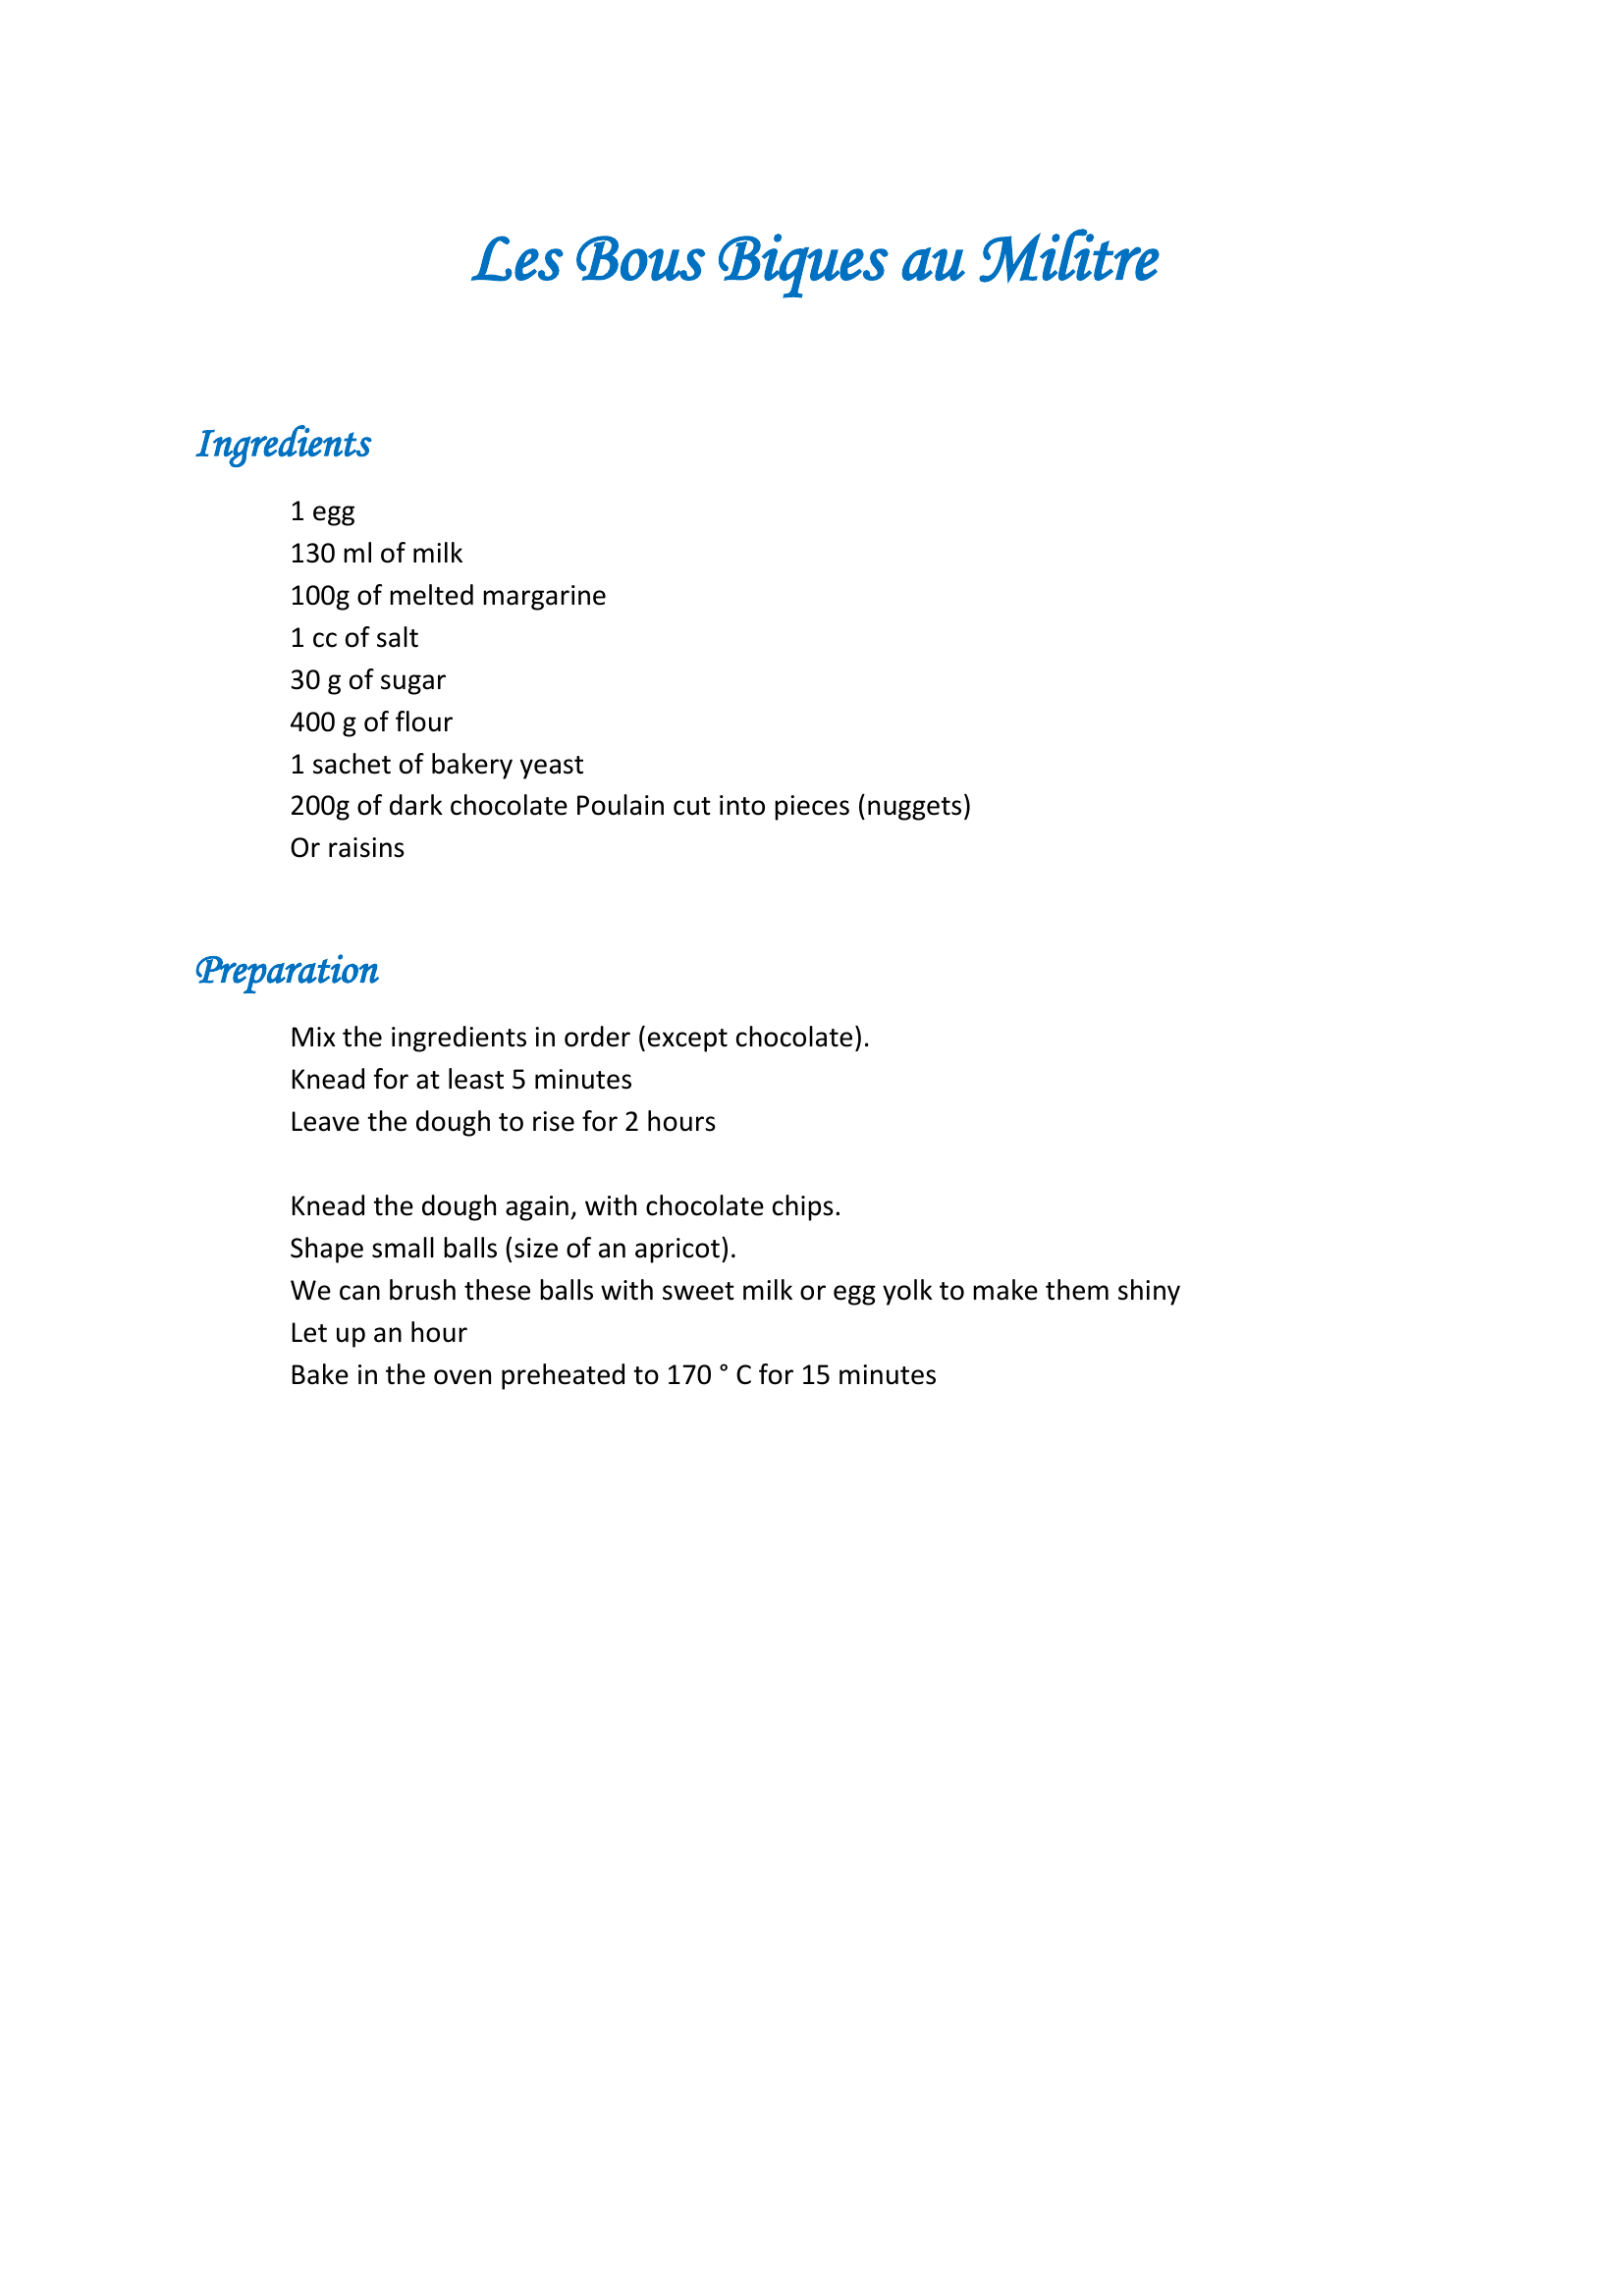 Les Bous Biques au Militre
Ingredients
1 egg
130 ml of milk
100g of melted margarine
1 cc of salt
30 g of sugar
400 g of flour
1 sachet of bakery yeast
200g of dark chocolate Poulain cut into pieces (nuggets)
Or raisins
Preparation
Mix the ingredients in order (except chocolate).
Knead for at least 5 minutes
Leave the dough to rise for 2 hours
Knead the dough again, with chocolate chips.
Shape small balls (size of an apricot).
We can brush these balls with sweet milk or egg yolk to make them shiny
Let up an hour
Bake in the oven preheated to 170 ° C for 15 minutes